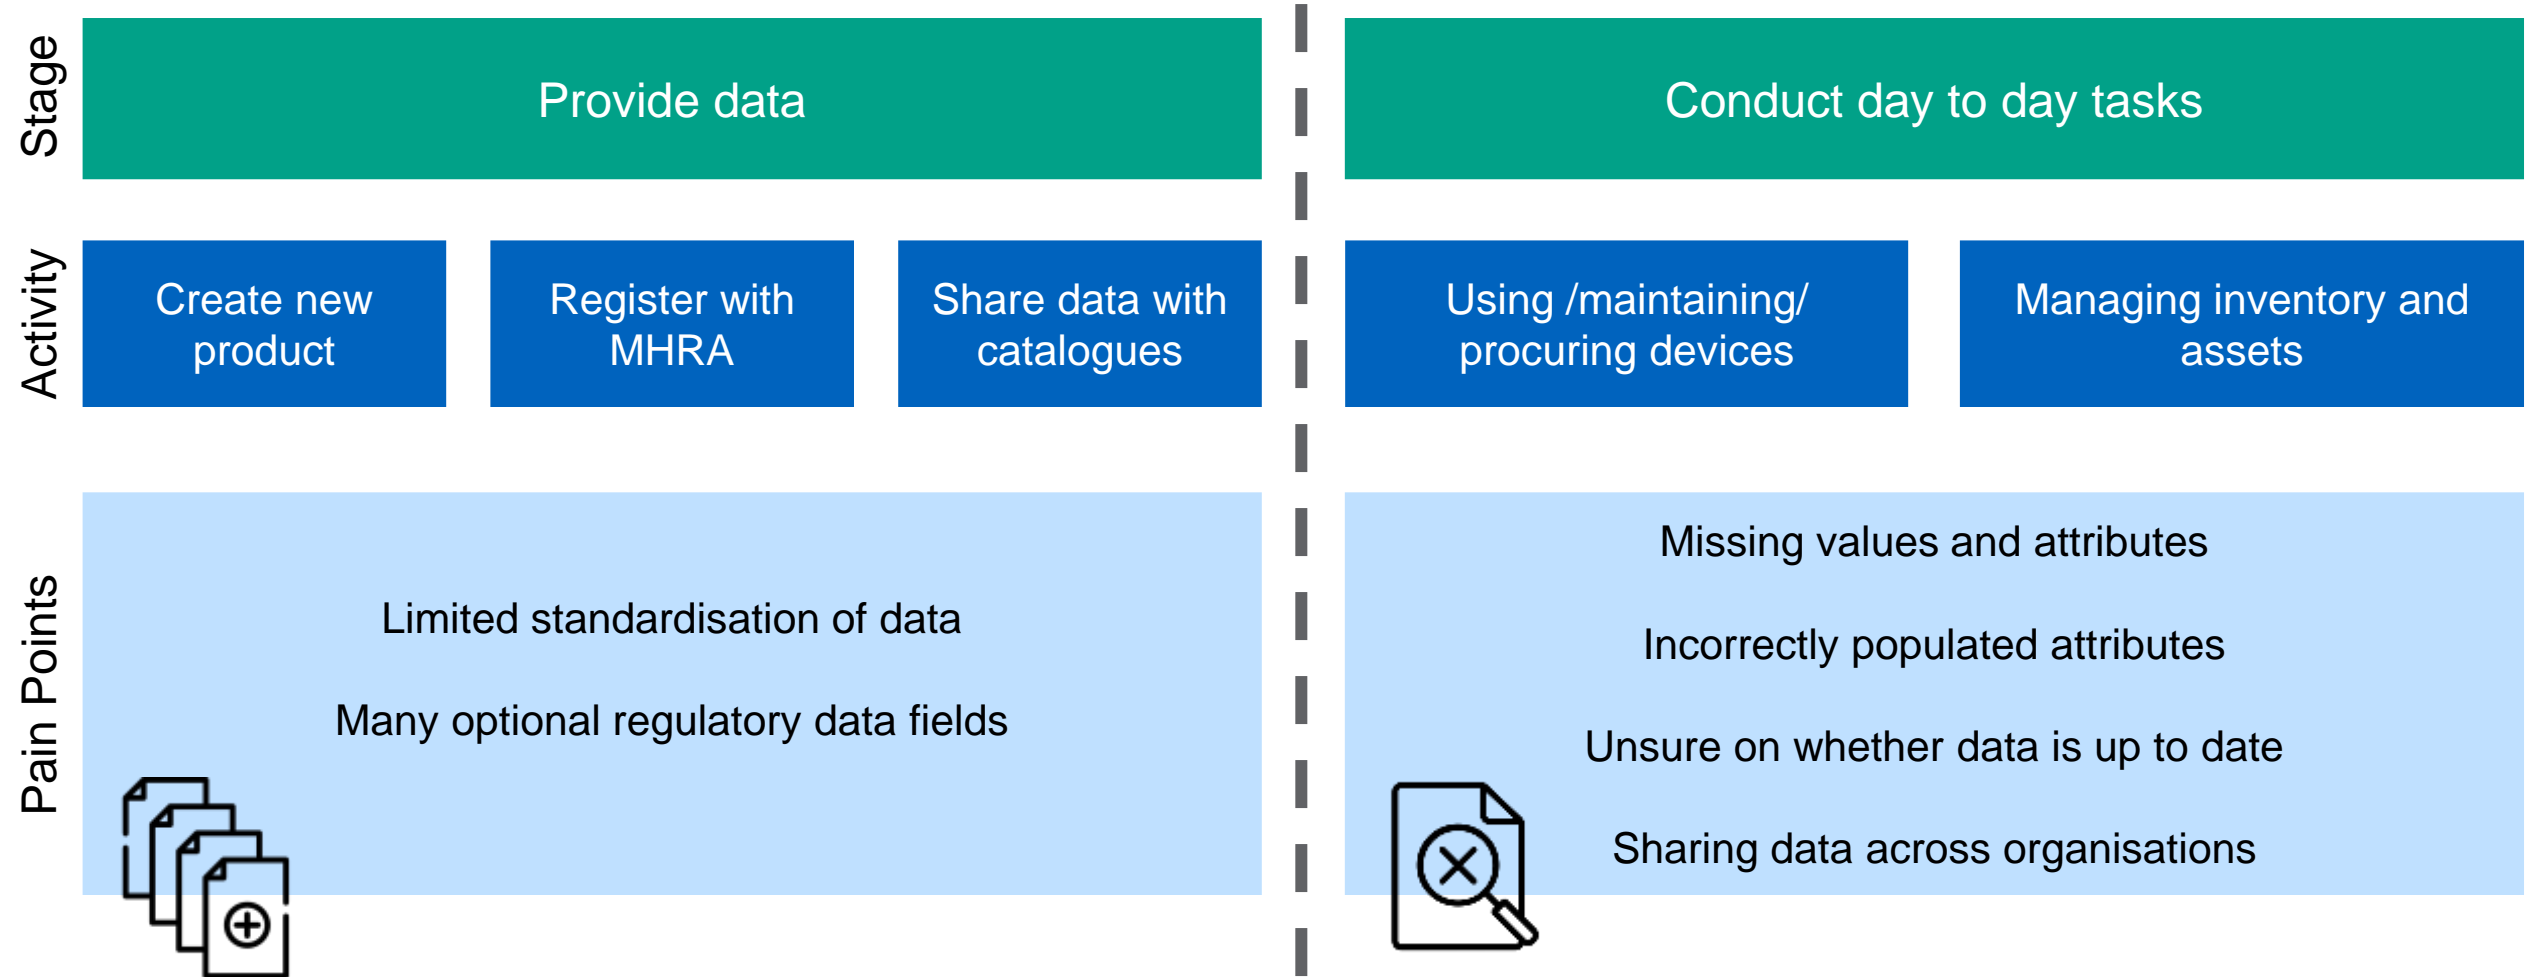 Stage
Provide data
Conduct day to day tasks
Activity
Create new
product
Register with
MHRA
Share data with
catalogues
Using /maintaining/
procuring devices
Managing inventory and
assets
Pain Points
Limited standardisation of data
Many optional regulatory data fields
Missing values and attributes
Incorrectly populated attributes
Unsure on whether data is up to date
Sharing data across organisations